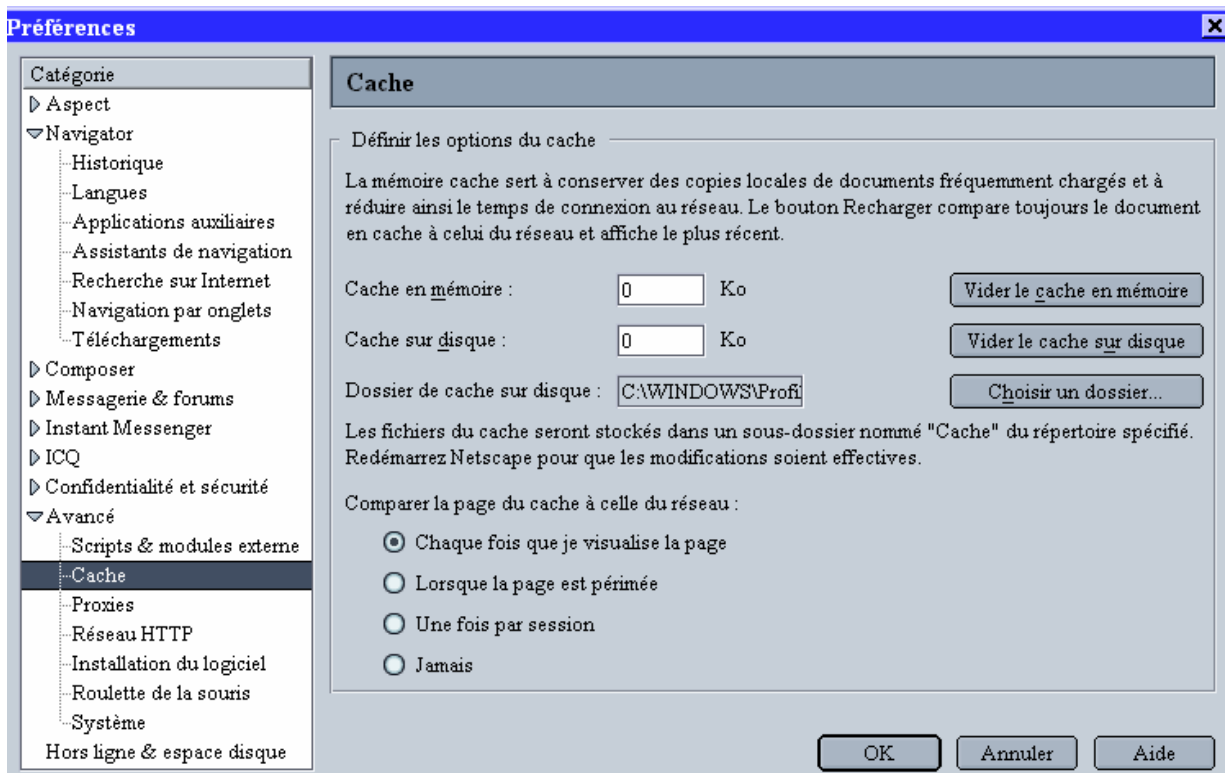 Préférences
Catégorie
Aspect
Navigator
Historique
Langues
Applications auxiliaires
Assistants de navigation
Recherche sur Internet
Navigation par onglets
Téléchargements
Composer
Messagerie & forums
Instant Messenger
ICQ
Confidentialité et sécurité
Avancé
Scripts & modules externe
Cache
Proxies
Réseau HTTP
Installation du logiciel
Roulette de la souris
Système
Hors ligne & espace disque
Cache
Définir les options du cache
La mémoire cache sert à conserver des copies locales de documents fréquemment chargés et à
réduire ainsi le temps de connexion au réseau. Le bouton Recharger compare toujours le document
en cache à celui du réseau et affiche le plus récent.
Cache en mémoire : 0 Ko Vider le cache en mémoire
Cache sur disque : 0 Ko Vider le cache sur disque
Dossier de cache sur disque : C:\WINDOWS\Profi Choisir un dossier...
Les fichiers du cache seront stockés dans un sous-dossier nommé "Cache" du répertoire spécifié.
Redémarrez Netscape pour que les modifications soient effectives.
Comparer la page du cache à celle du réseau :
Chaque fois que je visualise la page
Lorsque la page est périmée
Une fois par session
Jamais
OK Annuler Aide